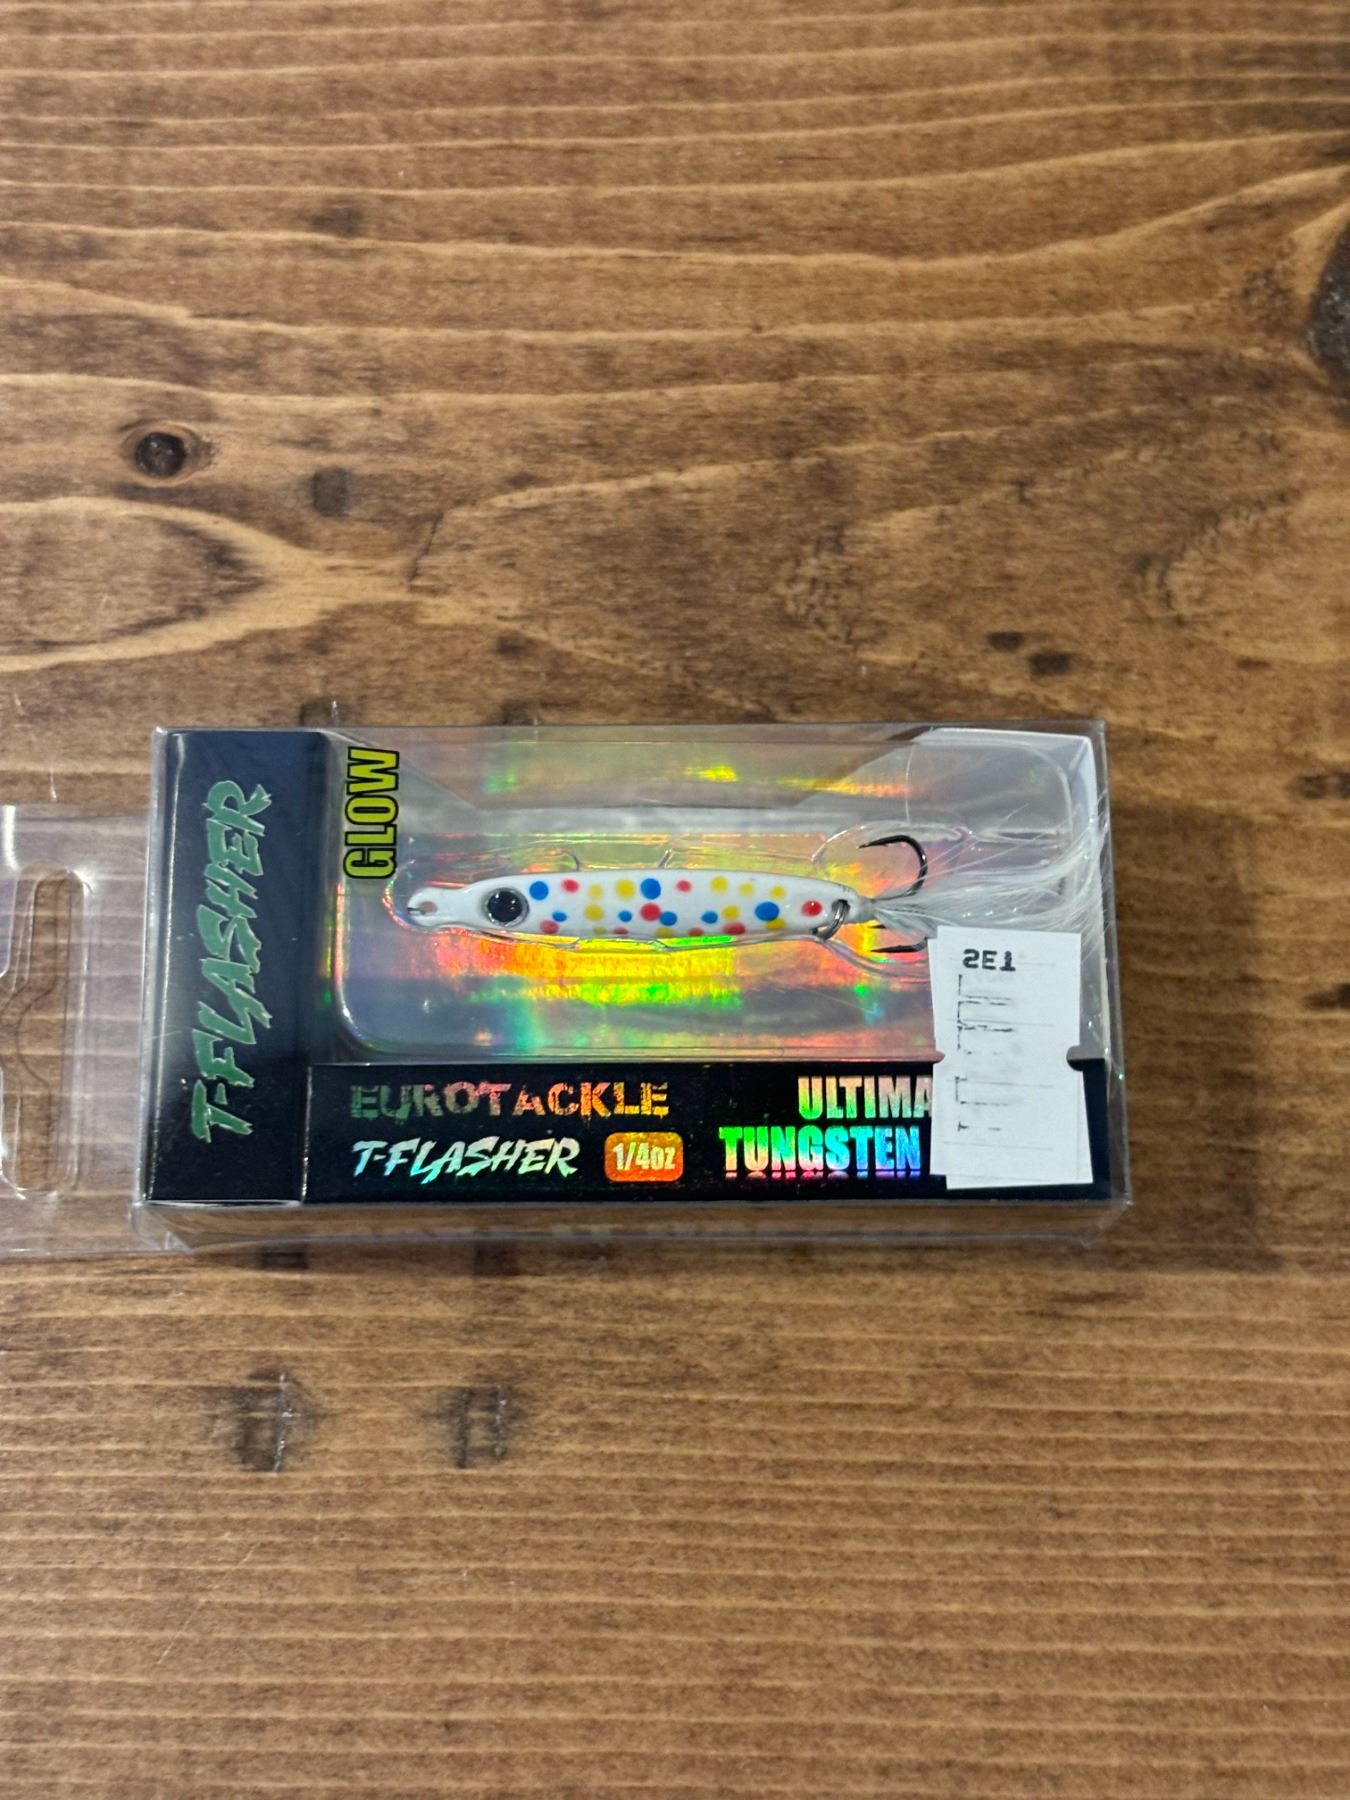 T-FLASHER
GLOW
EUROTACKLE
T-FLASHER 1/4oz
ULTIMA
TUNGSTEN